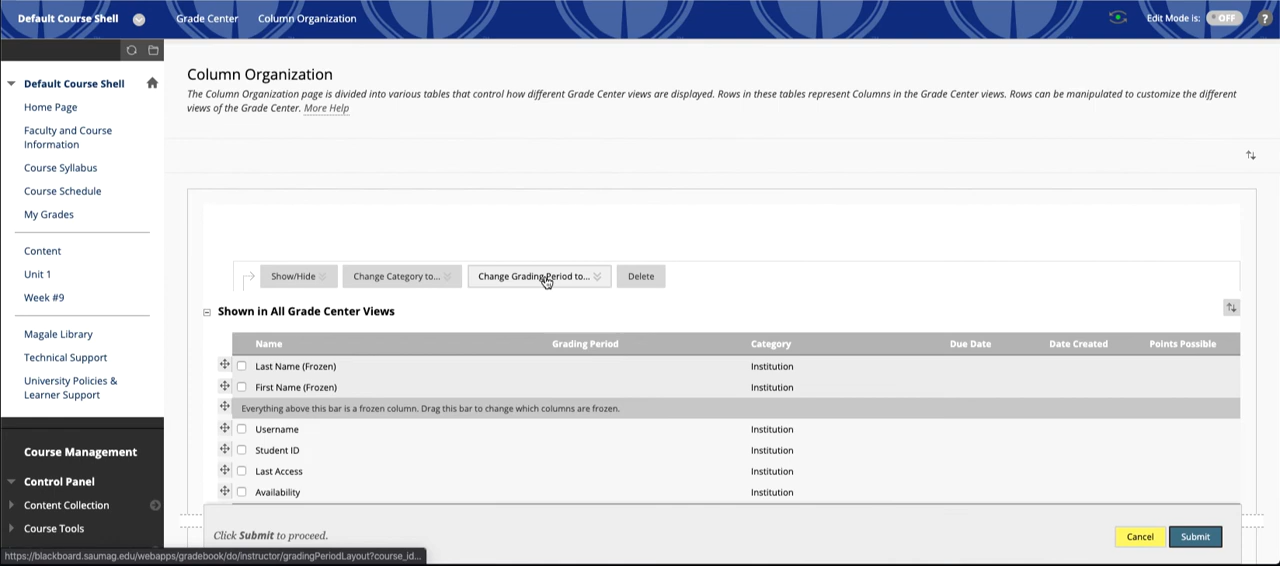 Default Course Shell
Grade Center
Column Organization
Edit Mode is:
OFF
?
Default Course Shell
Home Page
Faculty and Course
Information
Course Syllabus
Course Schedule
My Grades
Content
Unit 1
Week #9
Magale Library
Technical Support
University Policies &
Learner Support
Course Management
Control Panel
Content Collection
Course Tools
Column Organization
The Column Organization page is divided into various tables that control how different Grade Center views are displayed. Rows in these tables represent Columns in the Grade Center views. Rows can be manipulated to customize the different
views of the Grade Center. More Help
Show/Hide
Change Category to...
Change Grading Period to...
Delete
Shown in All Grade Center Views
Name Grading Period Category Due Date Date Created Points Possible
Last Name (Frozen) Institution
First Name (Frozen) Institution
Everything above this bar is a frozen column. Drag this bar to change which columns are frozen.
Username Institution
Student ID Institution
Last Access Institution
Availability Institution
Click Submit to proceed.
Cancel
Submit
https://blackboard.saumag.edu/webapps/gradebook/do/instructor/gradingPeriodLayout?course_id...